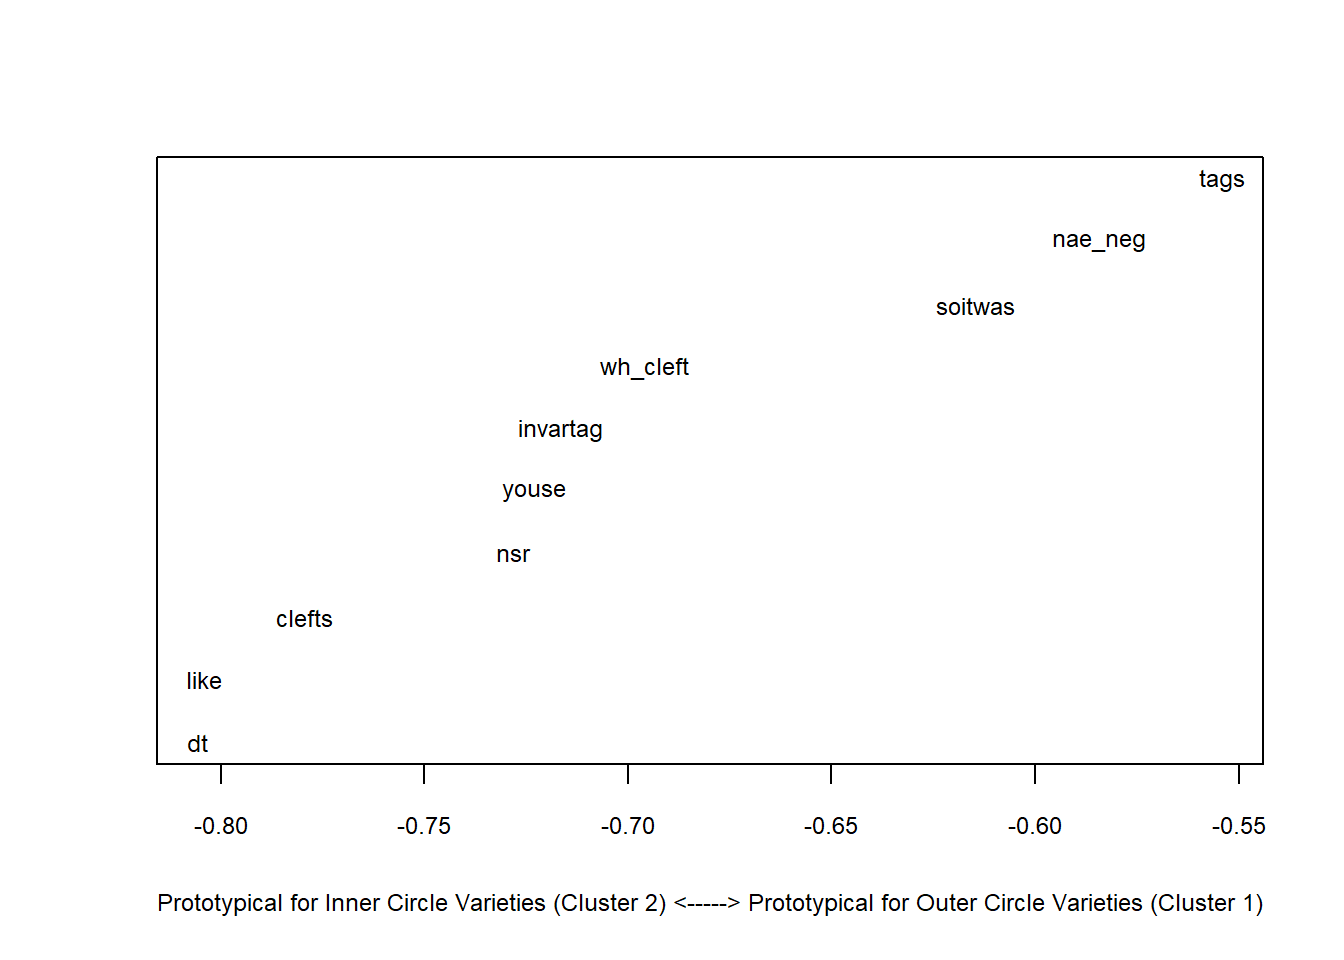 tags
nae_neg
soitwas
wh_cleft
invartag
youse
nsr
clefts
like
dt
-0.80 -0.75 -0.70 -0.65 -0.60 -0.55
Prototypical for Inner Circle Varieties (Cluster 2) <-----> Prototypical for Outer Circle Varieties (Cluster 1)